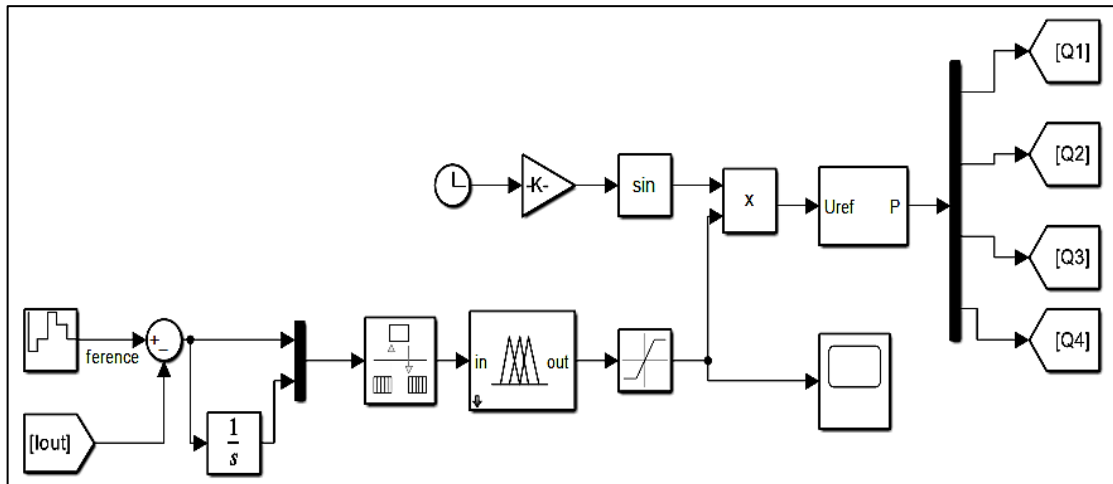 [Q1]
[Q2]
-K-
sin
x
Uref P
[Q3]
ference
+
−
in out
[Q4]
[Iout]
1
s